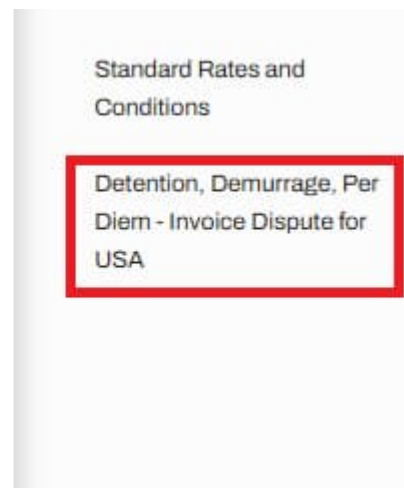 Standard Rates and
Conditions
Detention, Demurrage, Per
Diem - Invoice Dispute for
USA